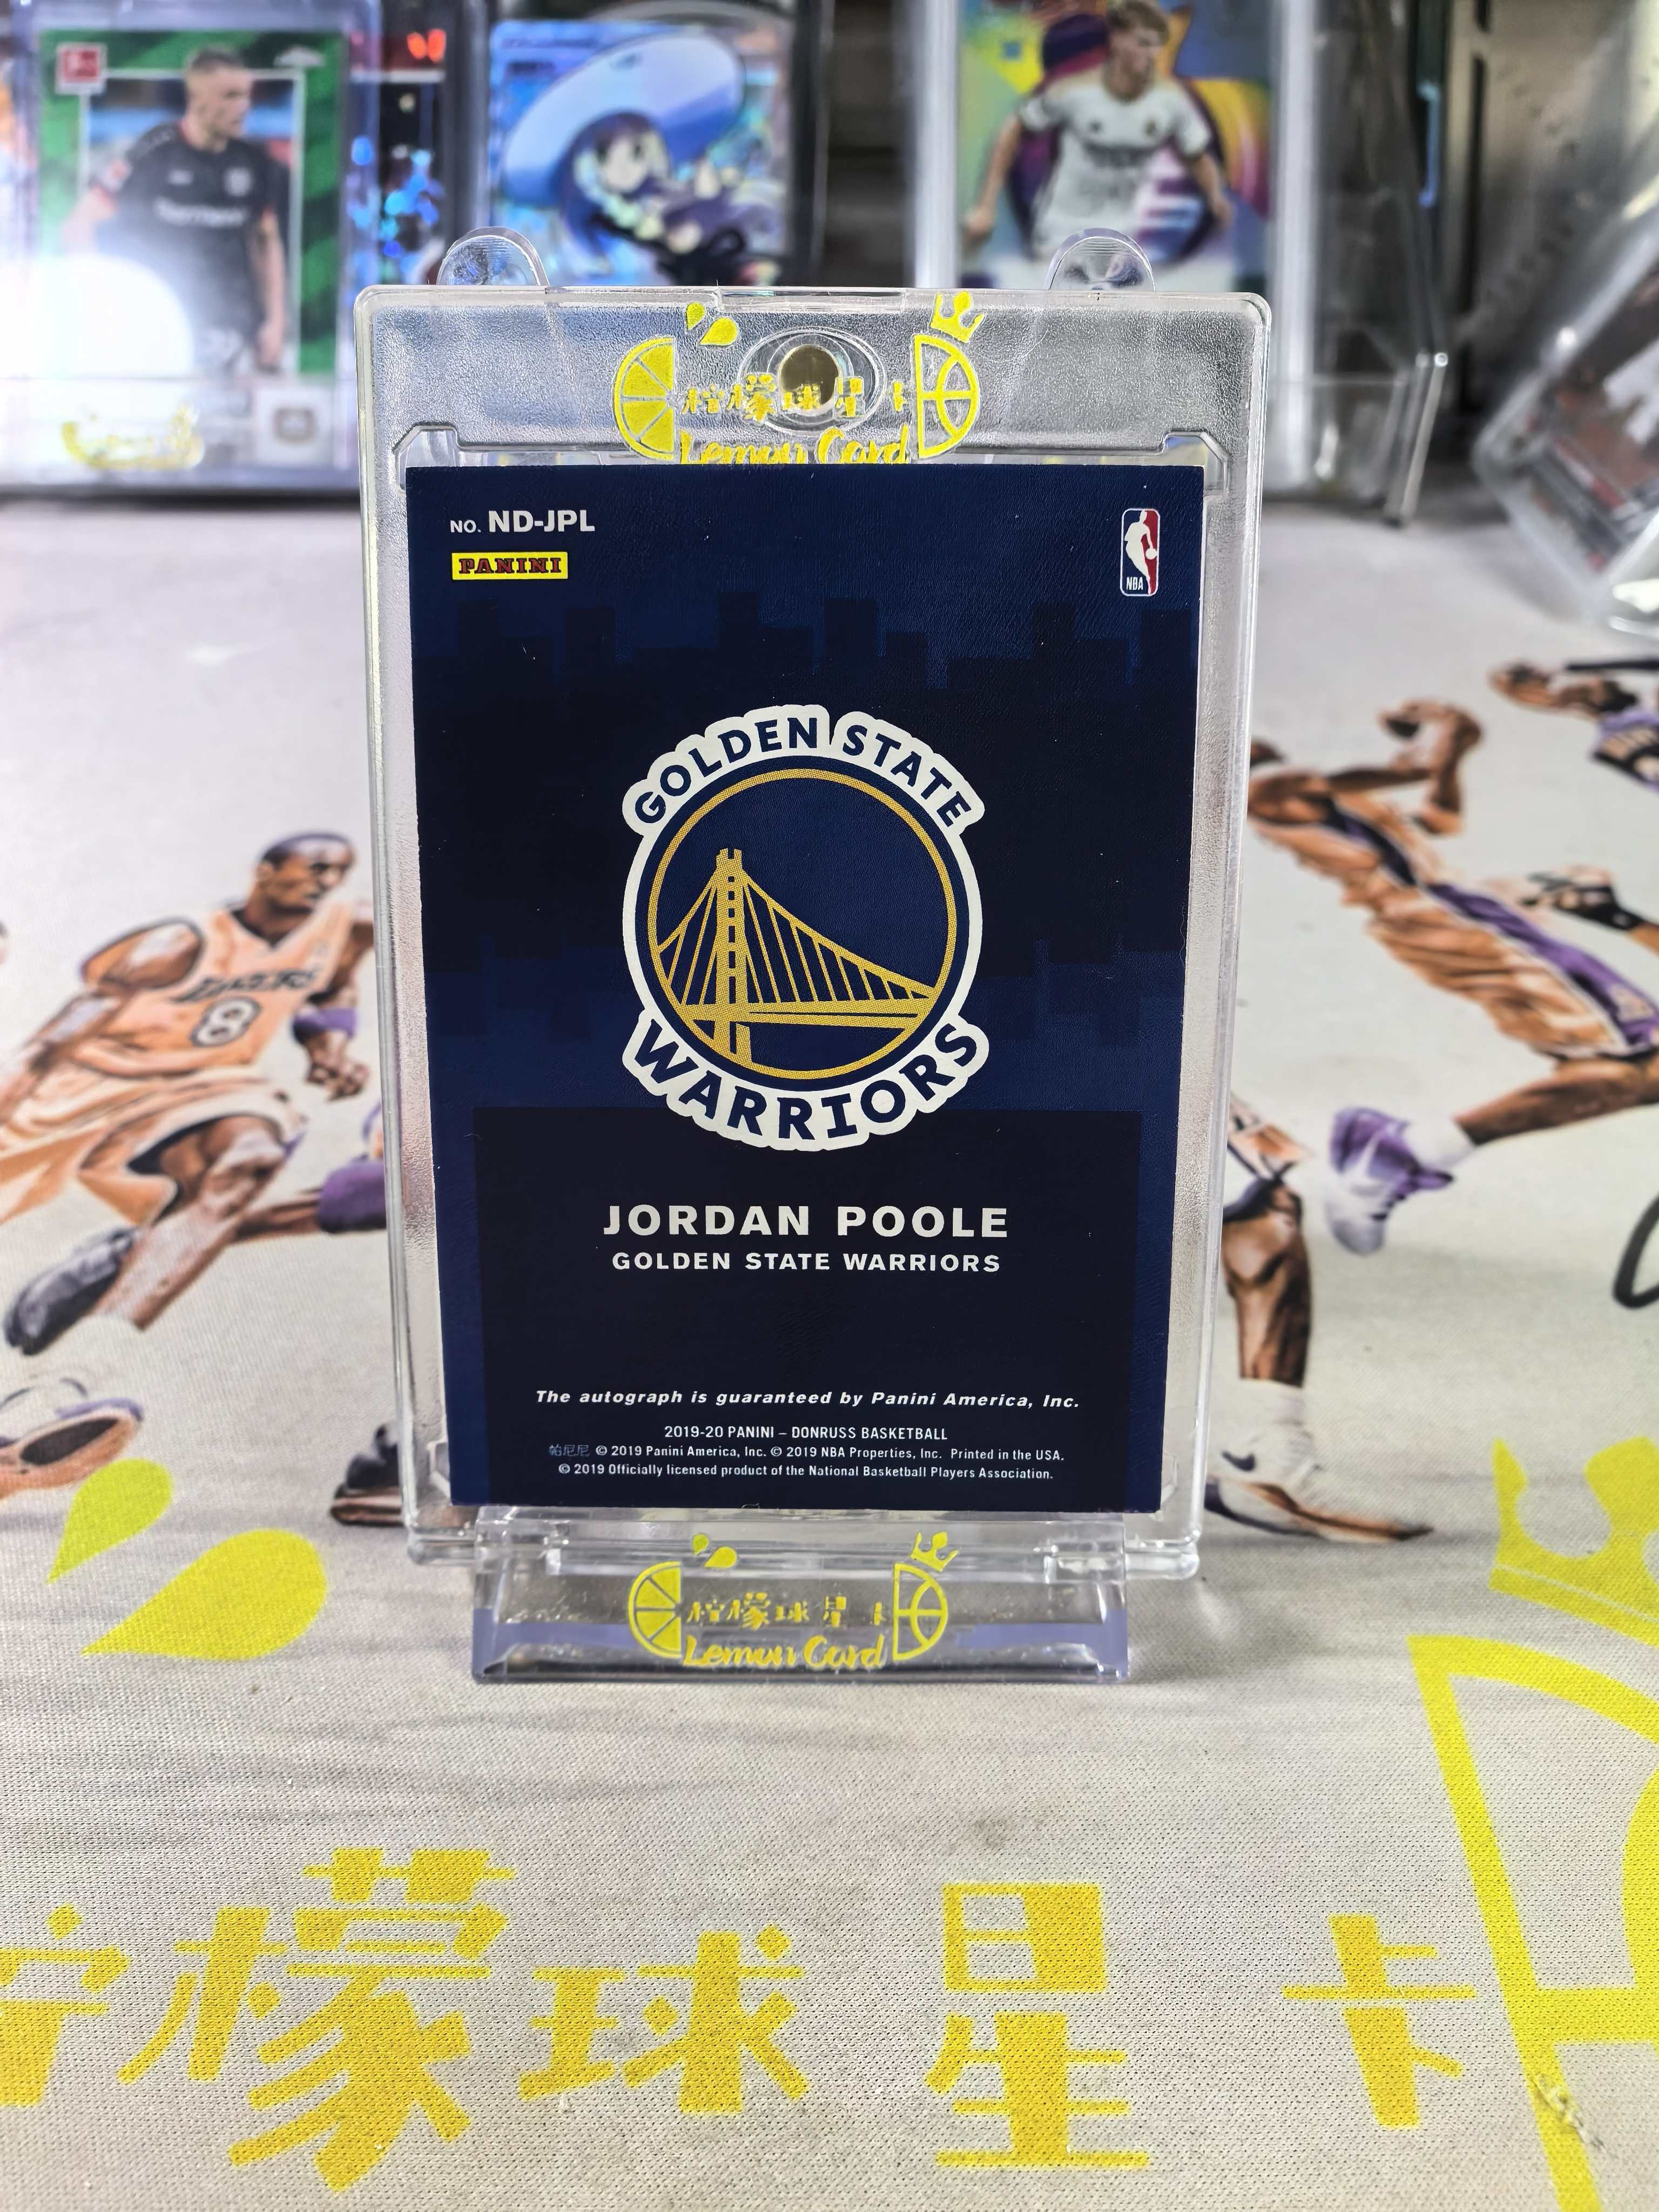 柠檬球星卡
Lemon Card
NO. ND-JPL
PANINI
NBA
GOLDEN STATE
WARRIORS
JORDAN POOLE
GOLDEN STATE WARRIORS
The autograph is guaranteed by Panini America, Inc.
2019-20 PANINI – DONRUSS BASKETBALL
帕尼尼 © 2019 Panini America, Inc. © 2019 NBA Properties, Inc. Printed in the USA.
© 2019 Officially licensed product of the National Basketball Players Association.
LAKERS
8
柠檬球星卡
Lemon Card
柠檬球星卡